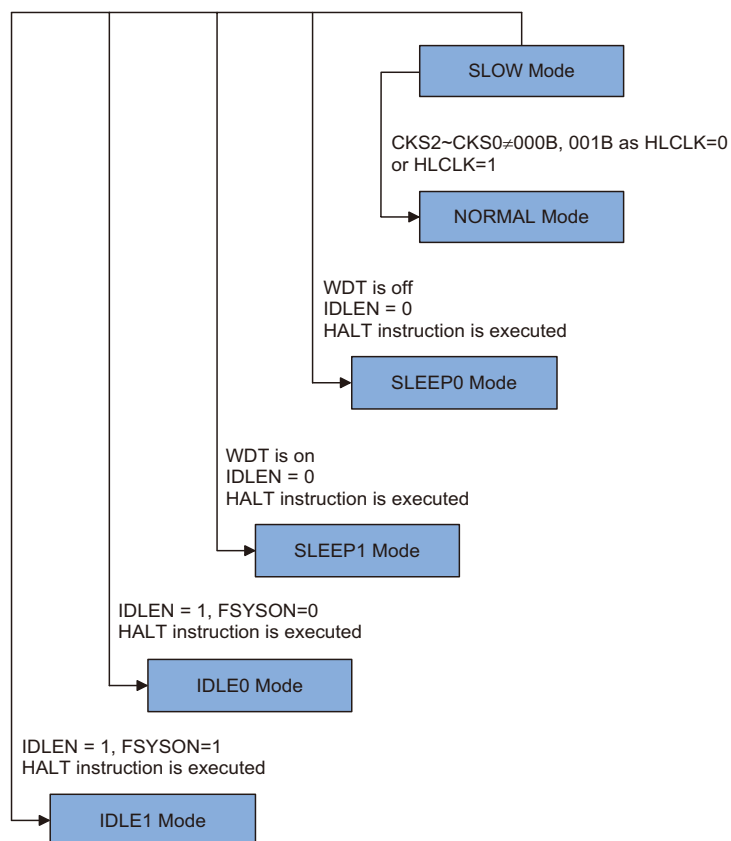 SLOW Mode
CKS2~CKS0≠000B, 001B as HLCLK=0
or HLCLK=1
NORMAL Mode
WDT is off
IDLEN = 0
HALT instruction is executed
SLEEP0 Mode
WDT is on
IDLEN = 0
HALT instruction is executed
SLEEP1 Mode
IDLEN = 1, FSYSON=0
HALT instruction is executed
IDLE0 Mode
IDLEN = 1, FSYSON=1
HALT instruction is executed
IDLE1 Mode